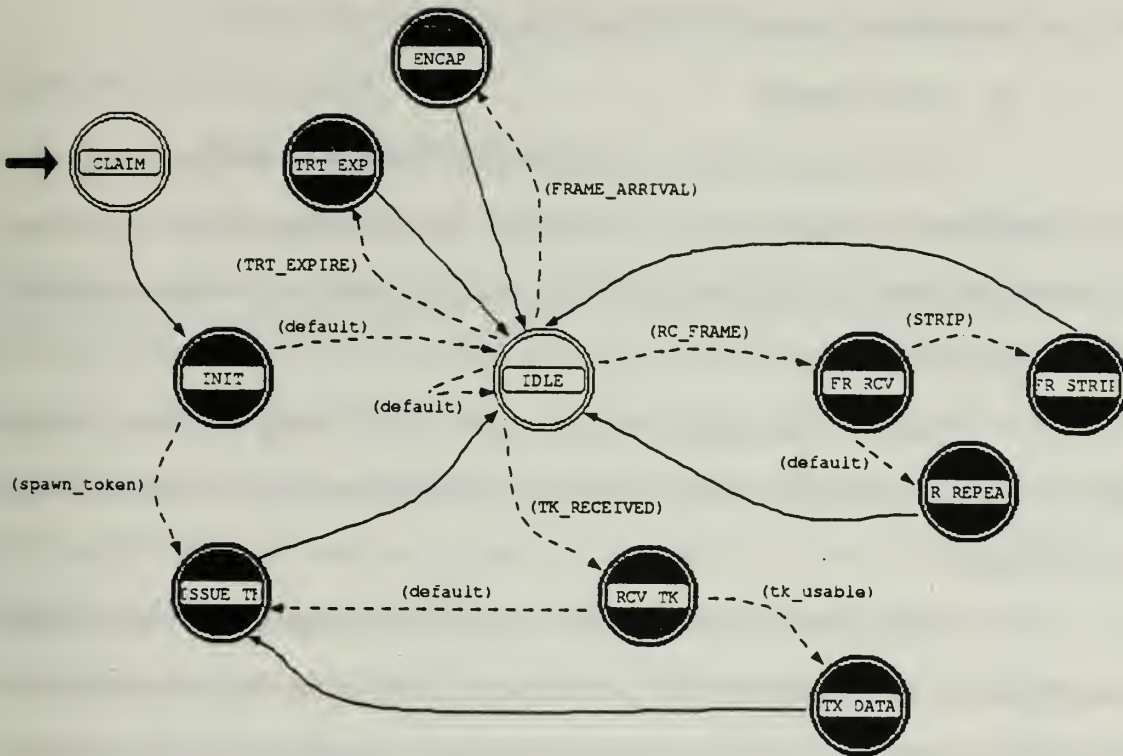 ENCAP
CLAIM
TRT EXP
(FRAME_ARRIVAL)
(TRT_EXPIRE)
(default)
(RC_FRAME)
(STRIP)
INIT
IDLE
FR RCV
FR STRIP
(default)
(default)
(spawn_token)
R REPEA
(TK_RECEIVED)
ISSUE TK
(default)
RCV TK
(tk_usable)
TX DATA